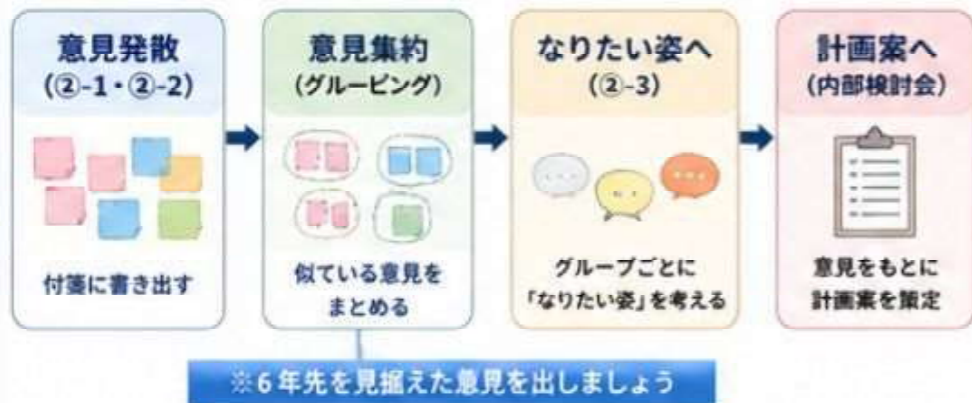 意見発散
(②-1・②-2)
付箋に書き出す
意見集約
(グルーピング)
似ている意見を
まとめる
なりたい姿へ
(②-3)
グループごとに
「なりたい姿」を考える
計画案へ
(内部検討会)
意見をもとに
計画案を策定
※6年先を見据えた意見を出しましょう